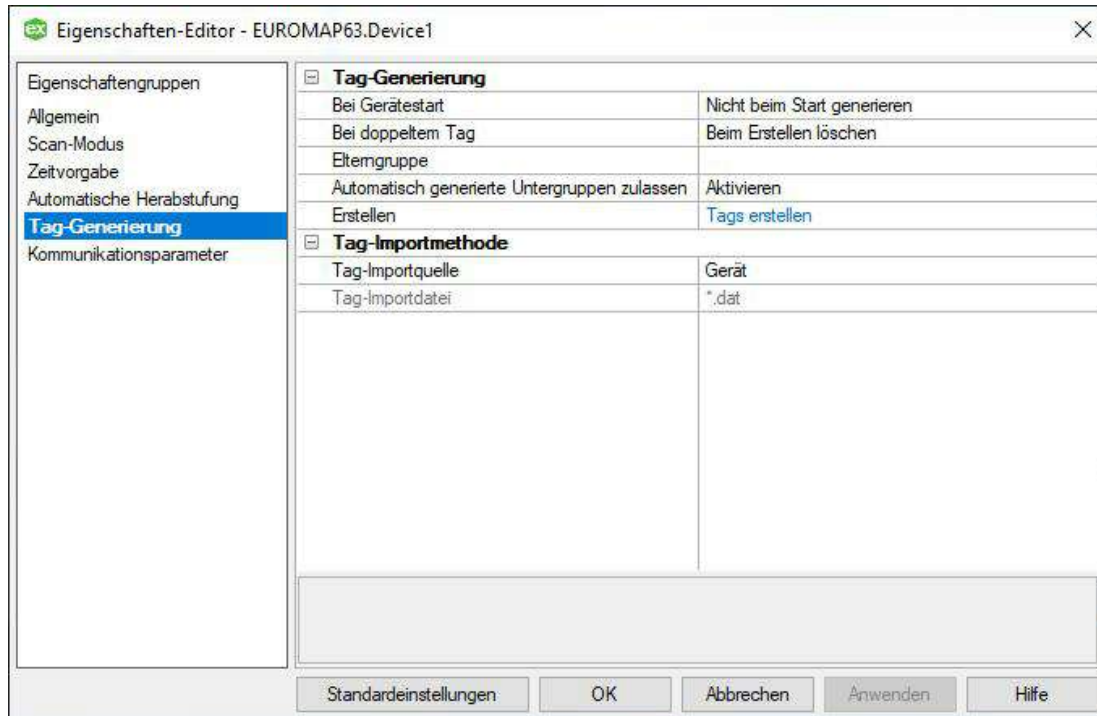 ex Eigenschaften-Editor - EUROMAP63.Device1
Eigenschaftengruppen
Allgemein
Scan-Modus
Zeitvorgabe
Automatische Herabstufung
Tag-Generierung
Kommunikationsparameter
Tag-Generierung
Bei Gerätestart Nicht beim Start generieren
Bei doppeltem Tag Beim Erstellen löschen
Elterngruppe
Automatisch generierte Untergruppen zulassen Aktivieren
Erstellen Tags erstellen
Tag-Importmethode
Tag-Importquelle Gerät
Tag-Importdatei *.dat
Standardeinstellungen OK Abbrechen Anwenden Hilfe